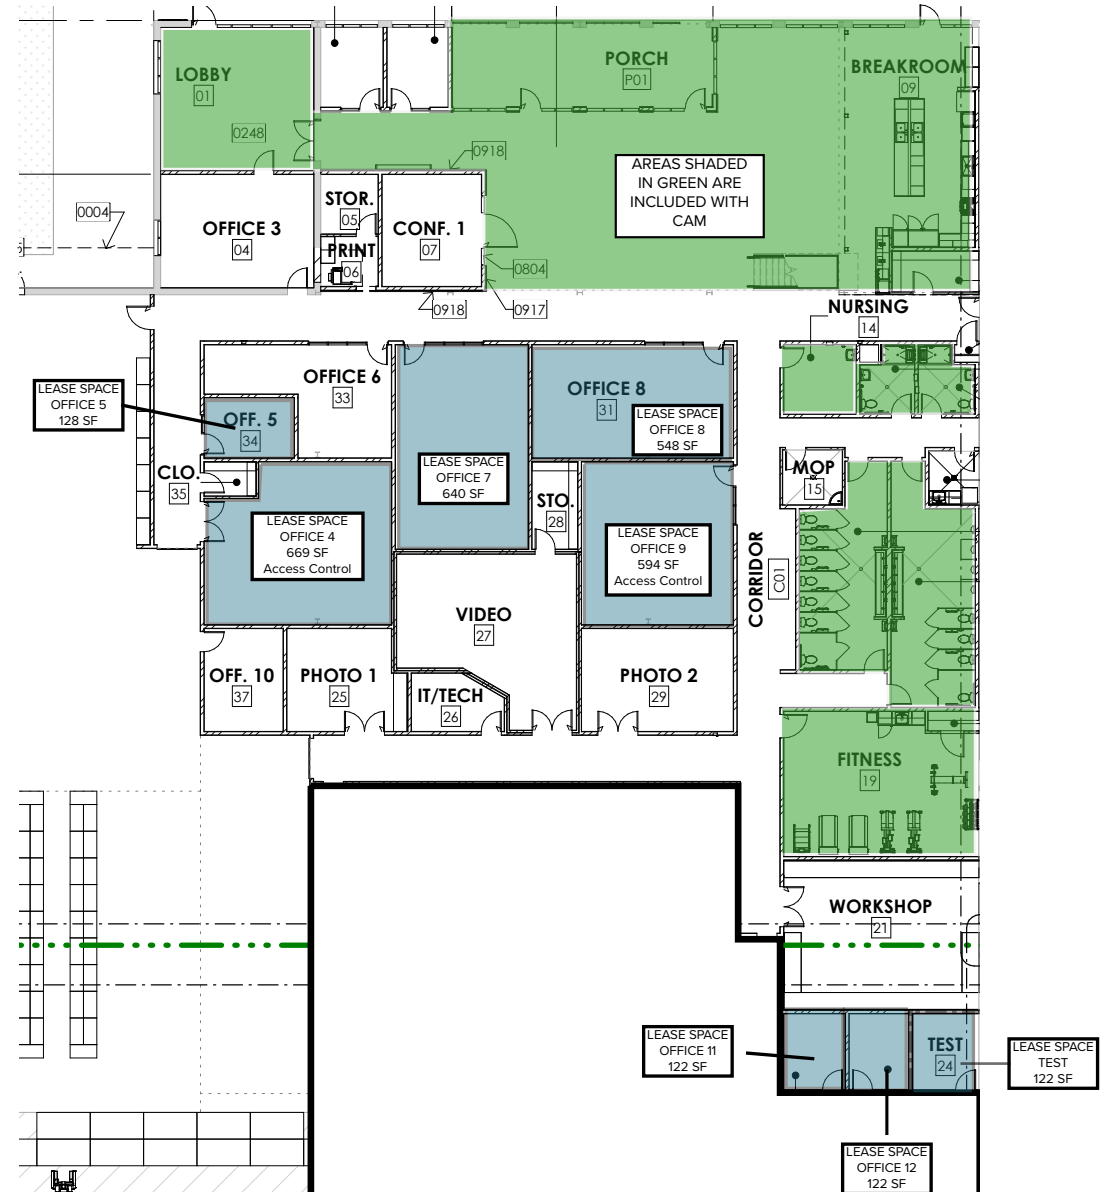 LOBBY
01
0248
PORCH
P01
BREAKROOM
09
0918
AREAS SHADED
IN GREEN ARE
INCLUDED WITH
CAM
0004
OFFICE 3
04
STOR.
05
PRINT
06
CONF. 1
07
0804
0918
0917
NURSING
14
LEASE SPACE
OFFICE 5
128 SF
OFF. 5
34
OFFICE 6
33
OFFICE 8
31
LEASE SPACE
OFFICE 8
548 SF
LEASE SPACE
OFFICE 7
640 SF
CLO.
35
STO.
28
MOP
15
LEASE SPACE
OFFICE 4
669 SF
Access Control
LEASE SPACE
OFFICE 9
594 SF
Access Control
CORRIDOR
C01
VIDEO
27
OFF. 10
37
PHOTO 1
25
IT/TECH
26
PHOTO 2
29
FITNESS
19
WORKSHOP
21
LEASE SPACE
OFFICE 11
122 SF
TEST
24
LEASE SPACE
TEST
122 SF
LEASE SPACE
OFFICE 12
122 SF